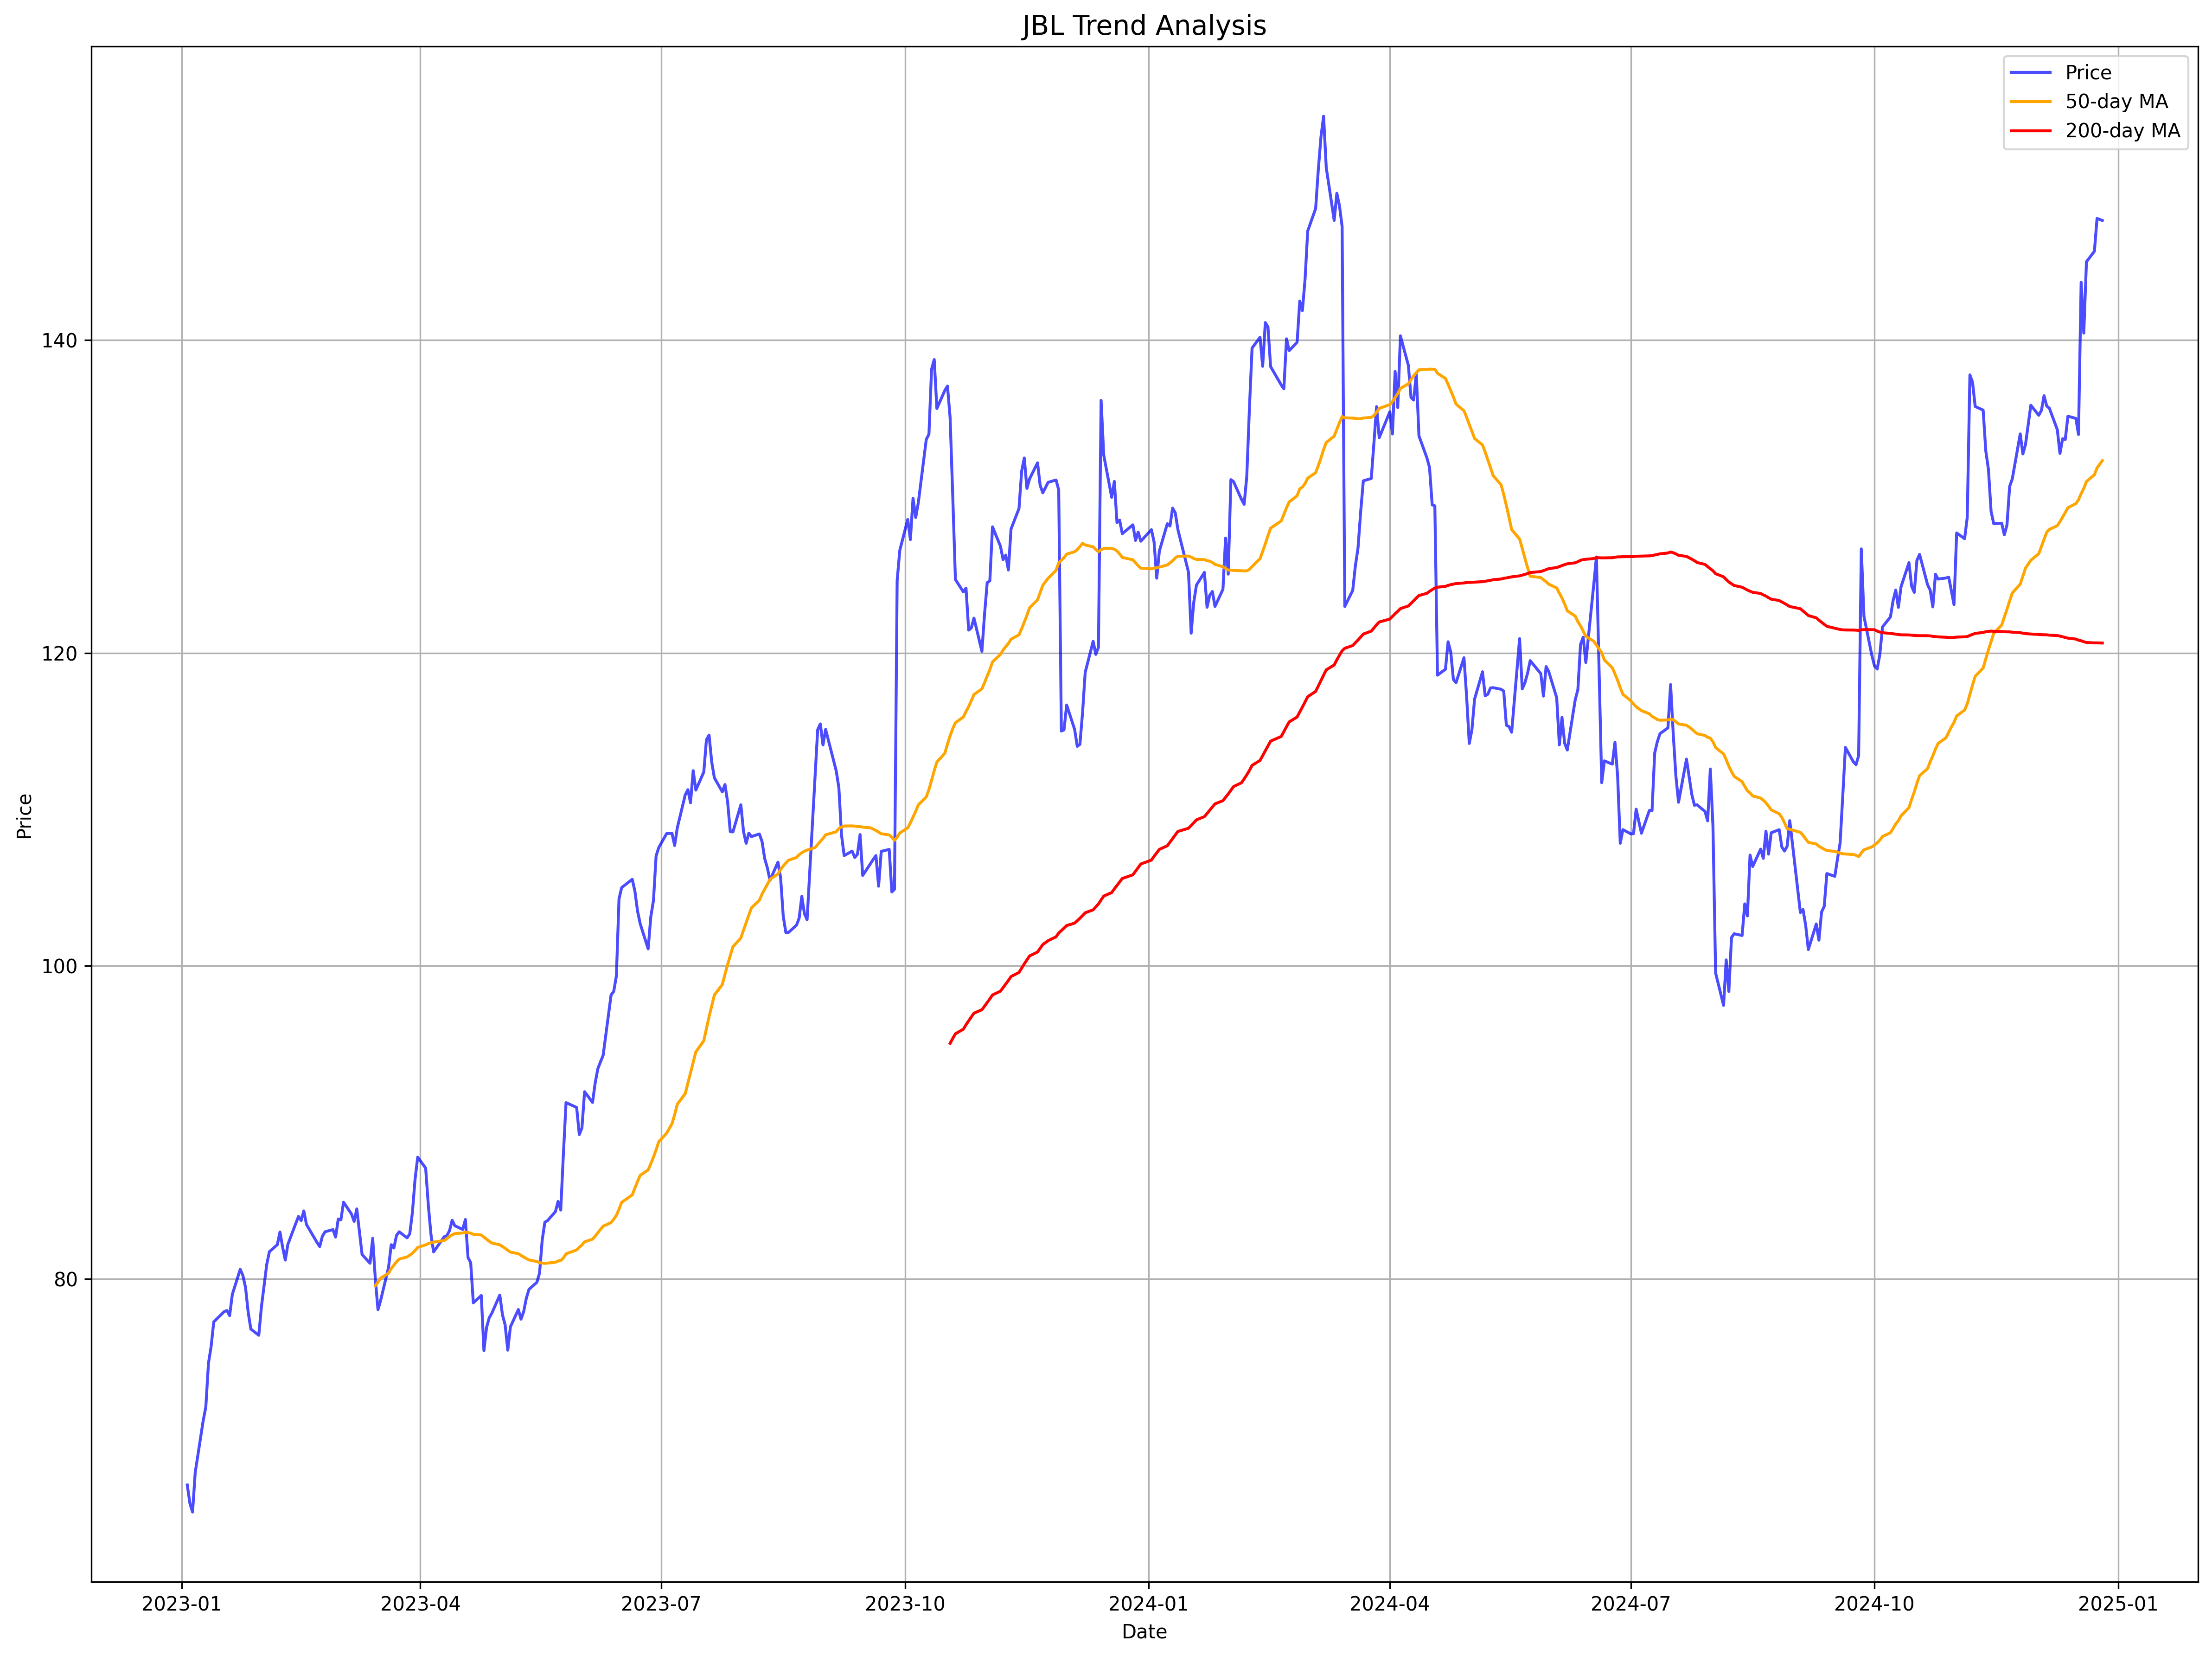 JBL Trend Analysis
Price
50-day MA
200-day MA
Price
140
120
100
80
2023-01
2023-04
2023-07
2023-10
2024-01
2024-04
2024-07
2024-10
2025-01
Date